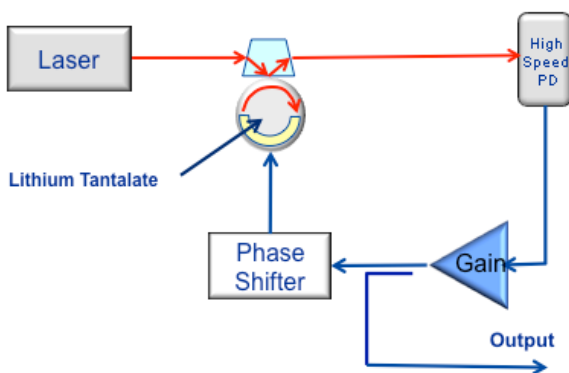 Laser
High
Speed
PD
Lithium Tantalate
Phase
Shifter
Gain
Output